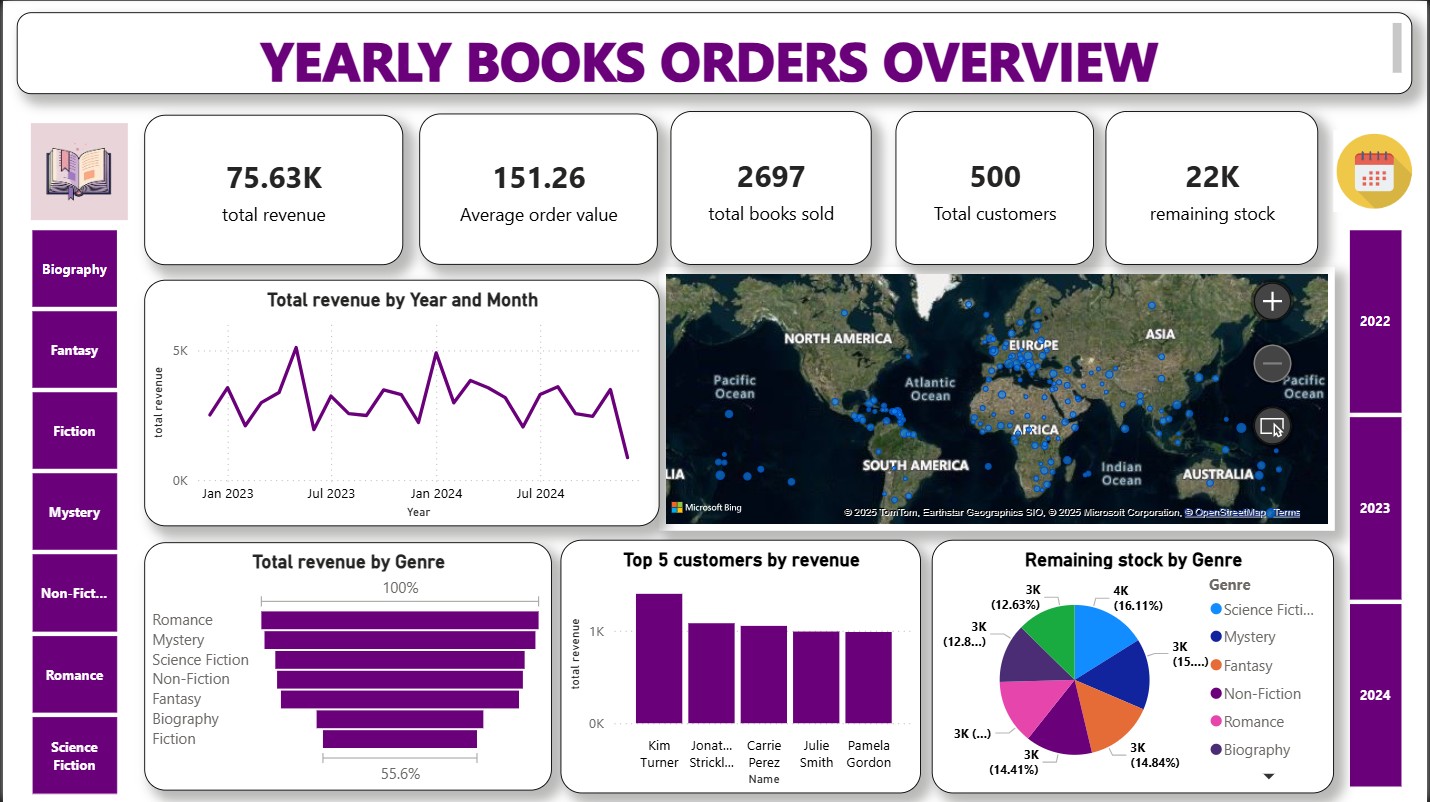 YEARLY BOOKS ORDERS OVERVIEW
75.63K
total revenue
151.26
Average order value
2697
total books sold
500
Total customers
22K
remaining stock
Biography
Fantasy
Fiction
Mystery
Non-Fict...
Romance
Science
Fiction
Total revenue by Year and Month
total revenue
5K
0K
Jan 2023
Jul 2023
Jan 2024
Jul 2024
Year
NORTH AMERICA
EUROPE
ASIA
Pacific
Ocean
Atlantic
Ocean
Pacific
Ocean
AFRICA
SOUTH AMERICA
Indian
Ocean
AUSTRALIA
LIA
Microsoft Bing
© 2025 TomTom, Earthstar Geographics SIO, © 2025 Microsoft Corporation, © OpenStreetMap Terms
2022
2023
2024
Total revenue by Genre
100%
Romance
Mystery
Science Fiction
Non-Fiction
Fantasy
Biography
Fiction
55.6%
Top 5 customers by revenue
total revenue
1K
0K
Kim
Turner
Jonat...
Strickl...
Carrie
Perez
Julie
Smith
Pamela
Gordon
Name
Remaining stock by Genre
4K
(16.11%)
3K
(15....)
3K
(14.84%)
3K
(14.41%)
3K (...)
3K
(12.8...)
3K
(12.63%)
Genre
Science Ficti...
Mystery
Fantasy
Non-Fiction
Romance
Biography